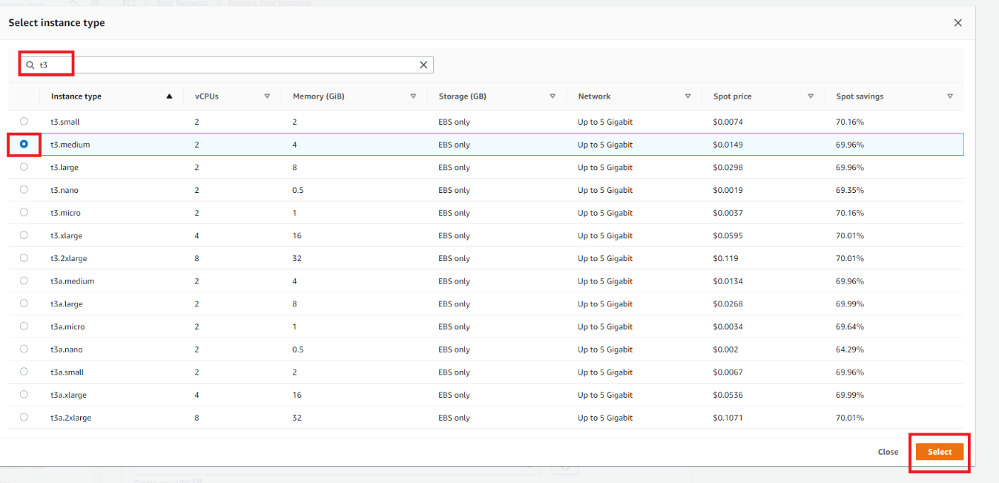 EC2 > Spot Requests > Request Spot Instances
Select instance type
t3
Instance type vCPUs Memory (GiB) Storage (GB) Network Spot price Spot savings
t3.small 2 2 EBS only Up to 5 Gigabit $0.0074 70.16%
t3.medium 2 4 EBS only Up to 5 Gigabit $0.0149 69.96%
t3.large 2 8 EBS only Up to 5 Gigabit $0.0298 69.96%
t3.nano 2 0.5 EBS only Up to 5 Gigabit $0.0019 69.35%
t3.micro 2 1 EBS only Up to 5 Gigabit $0.0037 70.16%
t3.xlarge 4 16 EBS only Up to 5 Gigabit $0.0595 70.01%
t3.2xlarge 8 32 EBS only Up to 5 Gigabit $0.119 70.01%
t3a.medium 2 4 EBS only Up to 5 Gigabit $0.0134 69.96%
t3a.large 2 8 EBS only Up to 5 Gigabit $0.0268 69.99%
t3a.micro 2 1 EBS only Up to 5 Gigabit $0.0034 69.64%
t3a.nano 2 0.5 EBS only Up to 5 Gigabit $0.002 64.29%
t3a.small 2 2 EBS only Up to 5 Gigabit $0.0067 69.96%
t3a.xlarge 4 16 EBS only Up to 5 Gigabit $0.0536 69.99%
t3a.2xlarge 8 32 EBS only Up to 5 Gigabit $0.1071 70.01%
Close Select